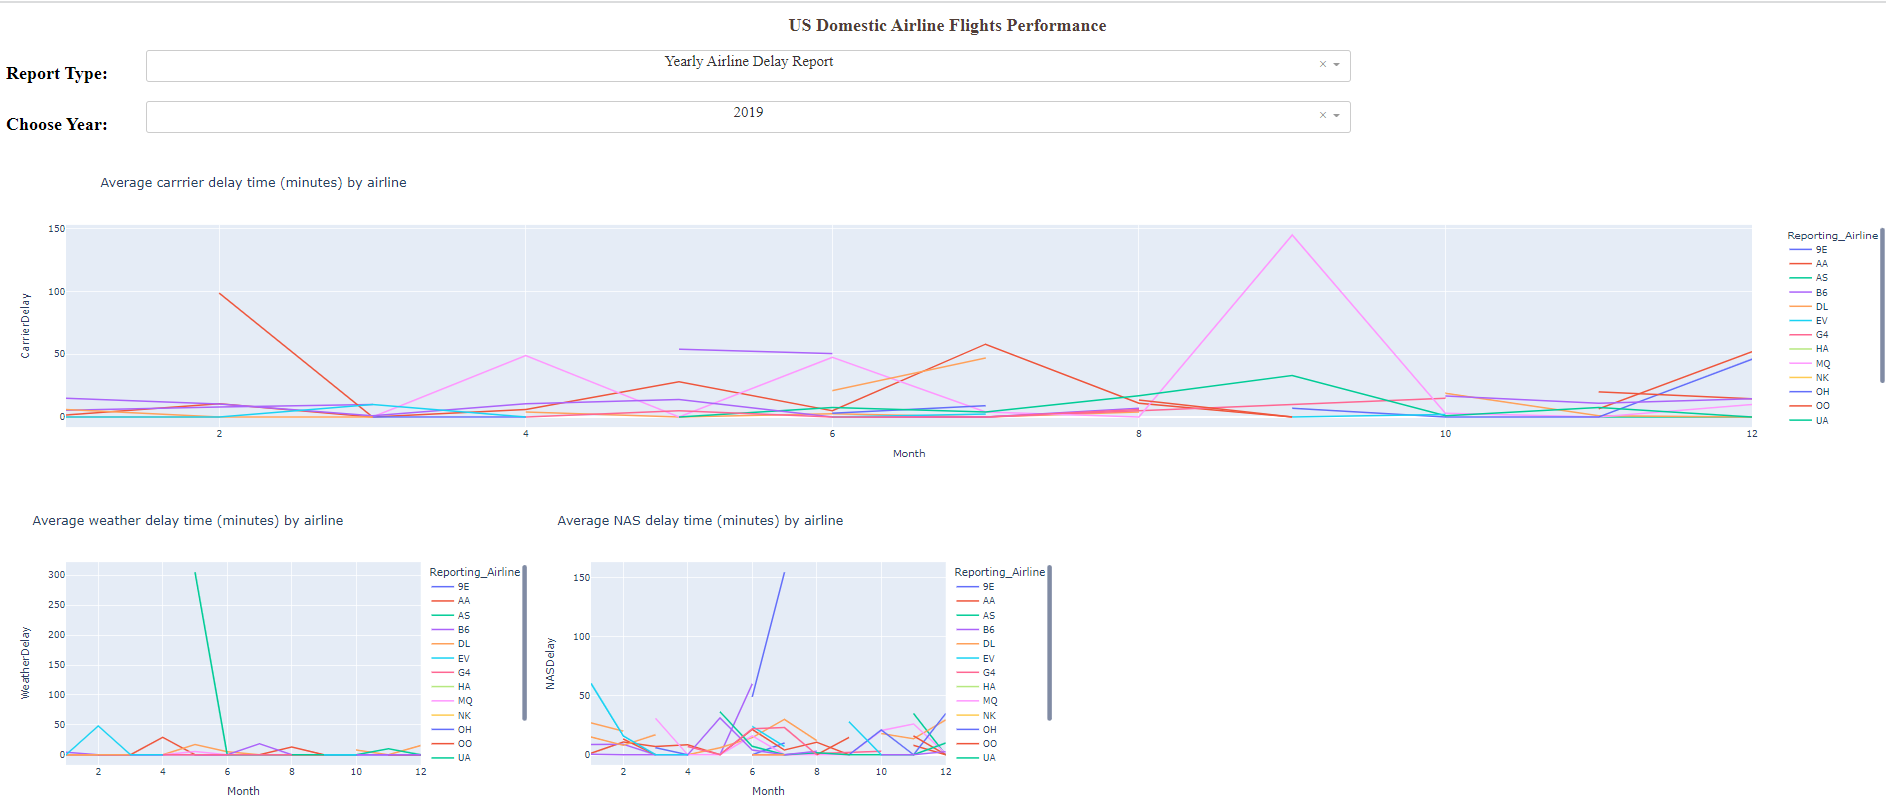 US Domestic Airline Flights Performance
Report Type:
Yearly Airline Delay Report
×
Choose Year:
2019
×
Average carrrier delay time (minutes) by airline
150
100
50
0
CarrierDelay
2
4
6
8
10
12
Month
Reporting_Airline
9E
AA
AS
B6
DL
EV
G4
HA
MQ
NK
OH
OO
UA
Average weather delay time (minutes) by airline
300
250
200
150
100
50
0
WeatherDelay
2
4
6
8
10
12
Month
Reporting_Airline
9E
AA
AS
B6
DL
EV
G4
HA
MQ
NK
OH
OO
UA
Average NAS delay time (minutes) by airline
150
100
50
0
NASDelay
2
4
6
8
10
12
Month
Reporting_Airline
9E
AA
AS
B6
DL
EV
G4
HA
MQ
NK
OH
OO
UA